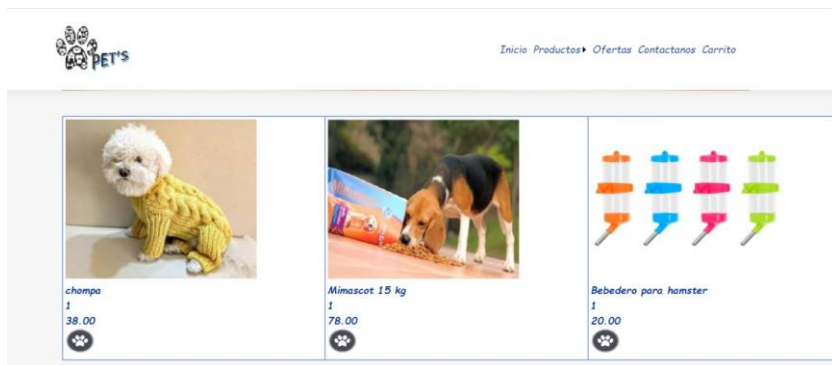 PET'S
Inicio Productos Ofertas Contactanos Carrito
chompa
1
38.00
Mimascot 15 kg
1
78.00
Bebedero para hamster
1
20.00